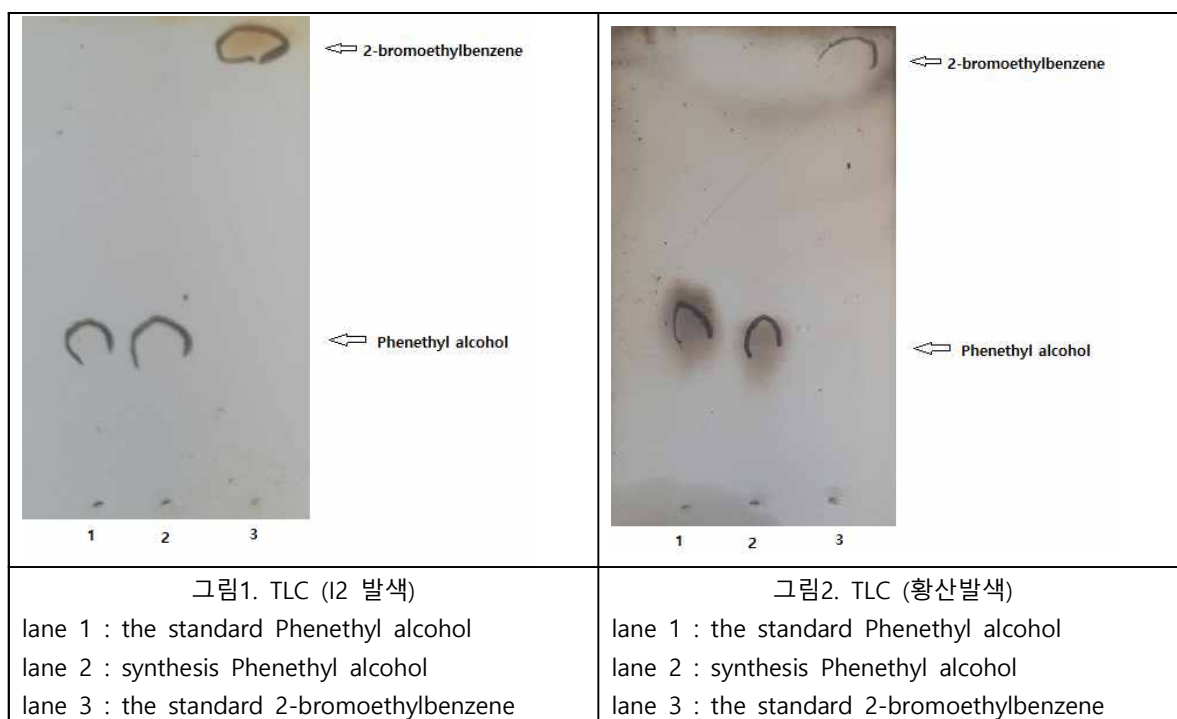 2-bromoethylbenzene
Phenethyl alcohol
1 2 3
2-bromoethylbenzene
Phenethyl alcohol
1 2 3
그림1. TLC (I2 발색)
lane 1 : the standard Phenethyl alcohol
lane 2 : synthesis Phenethyl alcohol
lane 3 : the standard 2-bromoethylbenzene
그림2. TLC (황산발색)
lane 1 : the standard Phenethyl alcohol
lane 2 : synthesis Phenethyl alcohol
lane 3 : the standard 2-bromoethylbenzene